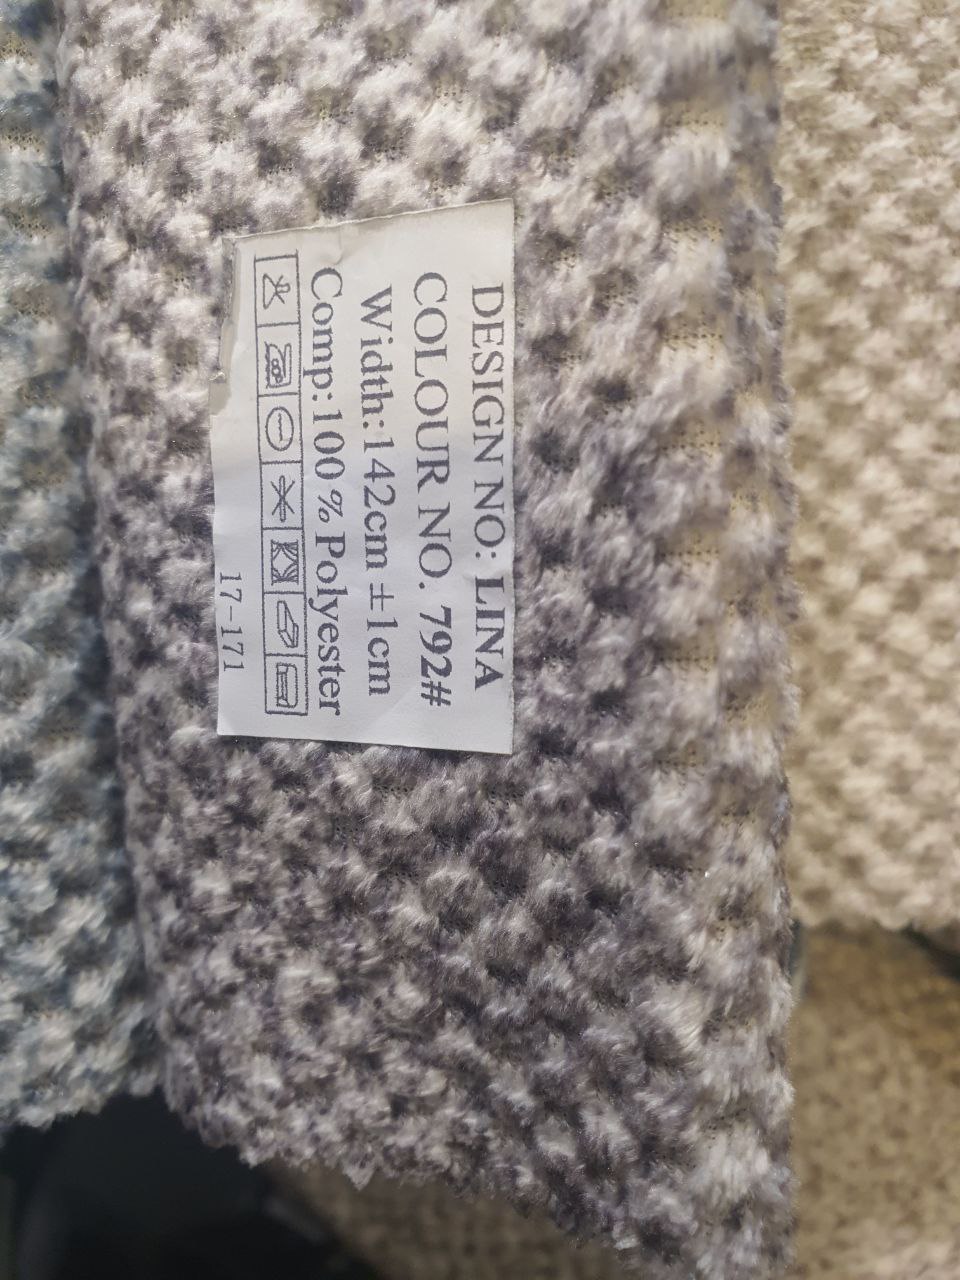 DESIGN NO: LINA
COLOUR NO. 792#
Width:142cm ±1cm
Comp:100 % Polyester
17-171